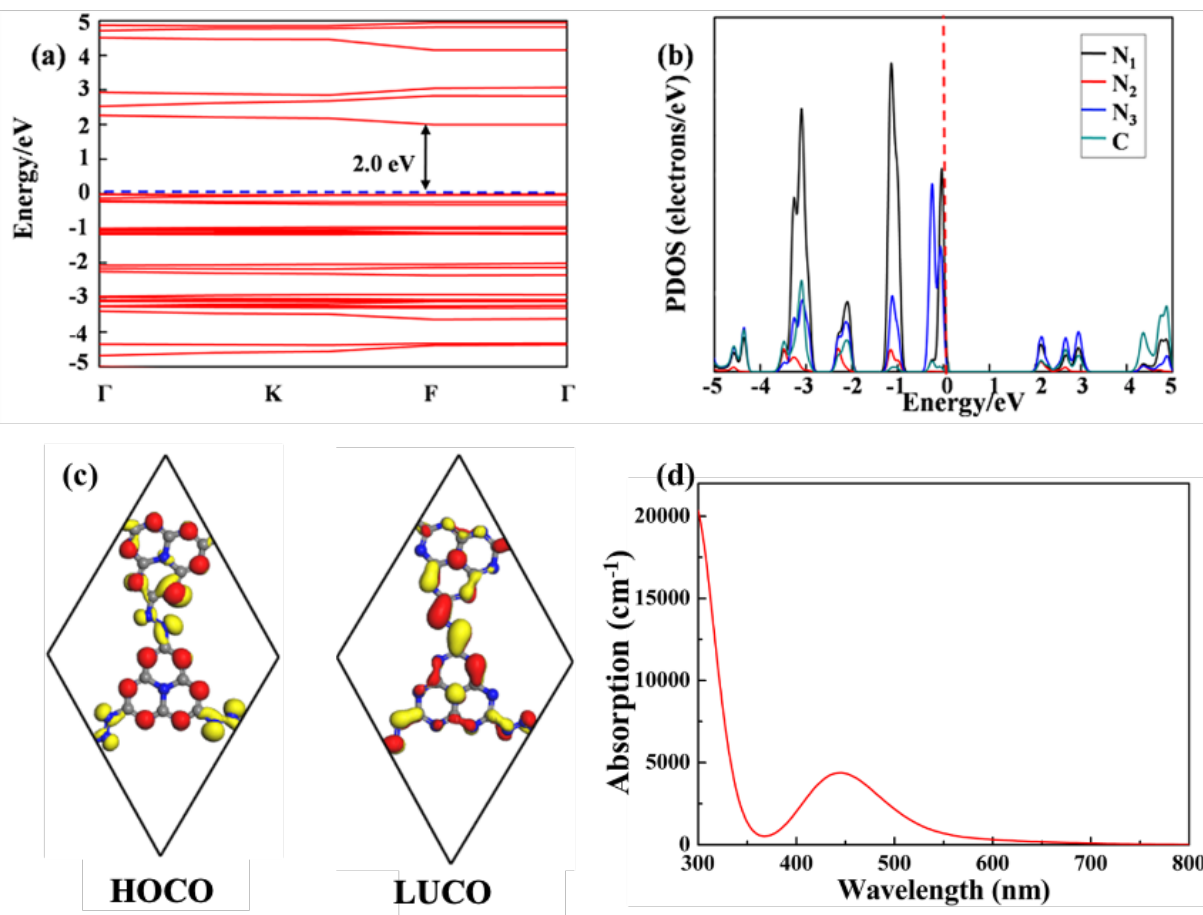 (a)
5
4
3
2
1
0
-1
-2
-3
-4
-5
Energy/eV
2.0 eV
Γ K F Γ
(b)
N₁
N₂
N₃
C
PDOS (electrons/eV)
-5 -4 -3 -2 -1 0 1 2 3 4 5
Energy/eV
(c)
HOCO
LUCO
(d)
20000
15000
10000
5000
0
Absorption (cm⁻¹)
300 400 500 600 700 800
Wavelength (nm)